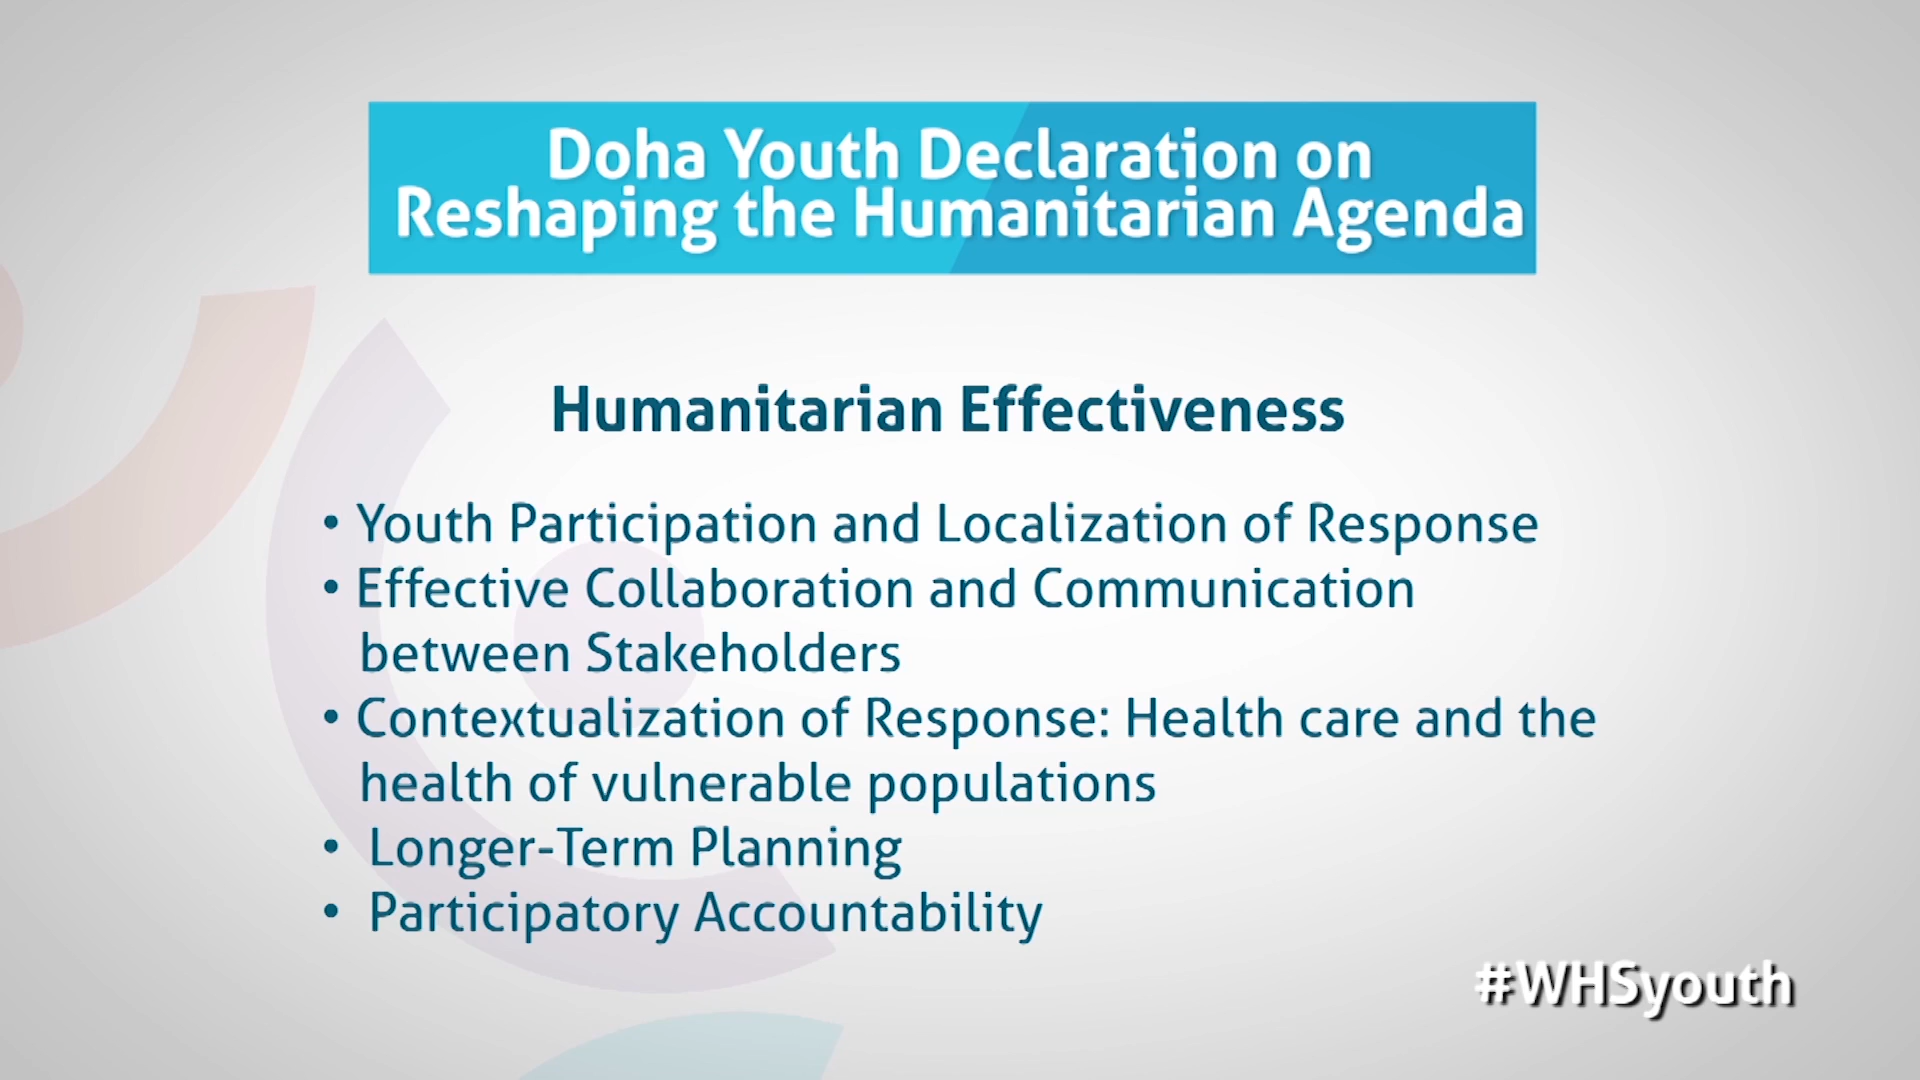 Doha Youth Declaration on
Reshaping the Humanitarian Agenda
Humanitarian Effectiveness
• Youth Participation and Localization of Response
• Effective Collaboration and Communication
between Stakeholders
• Contextualization of Response: Health care and the
health of vulnerable populations
• Longer-Term Planning
• Participatory Accountability
#WHSyouth